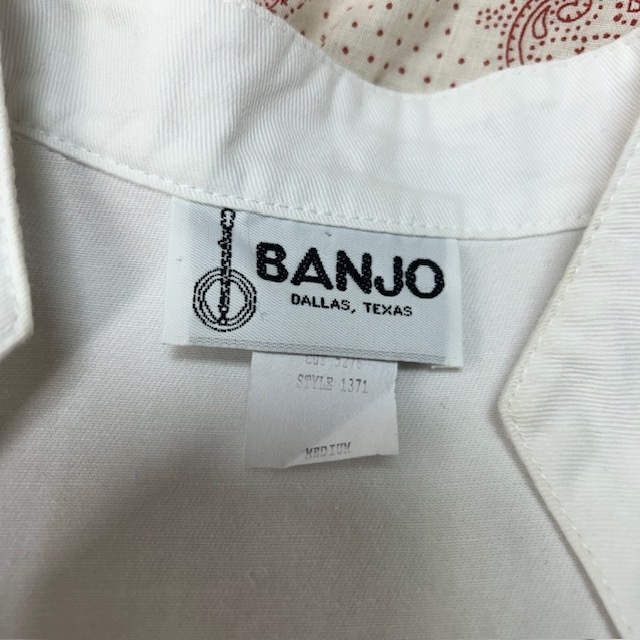 BANJO
DALLAS, TEXAS
STYLE 1371
MEDIUM